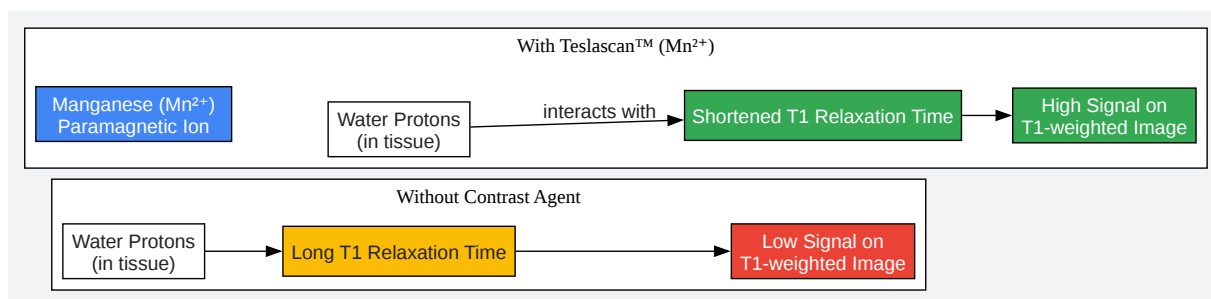 With Teslascan™ (Mn²⁺)
Manganese (Mn²⁺)
Paramagnetic Ion
Water Protons
(in tissue)
interacts with
Shortened T1 Relaxation Time
High Signal on
T1-weighted Image
Without Contrast Agent
Water Protons
(in tissue)
Long T1 Relaxation Time
Low Signal on
T1-weighted Image